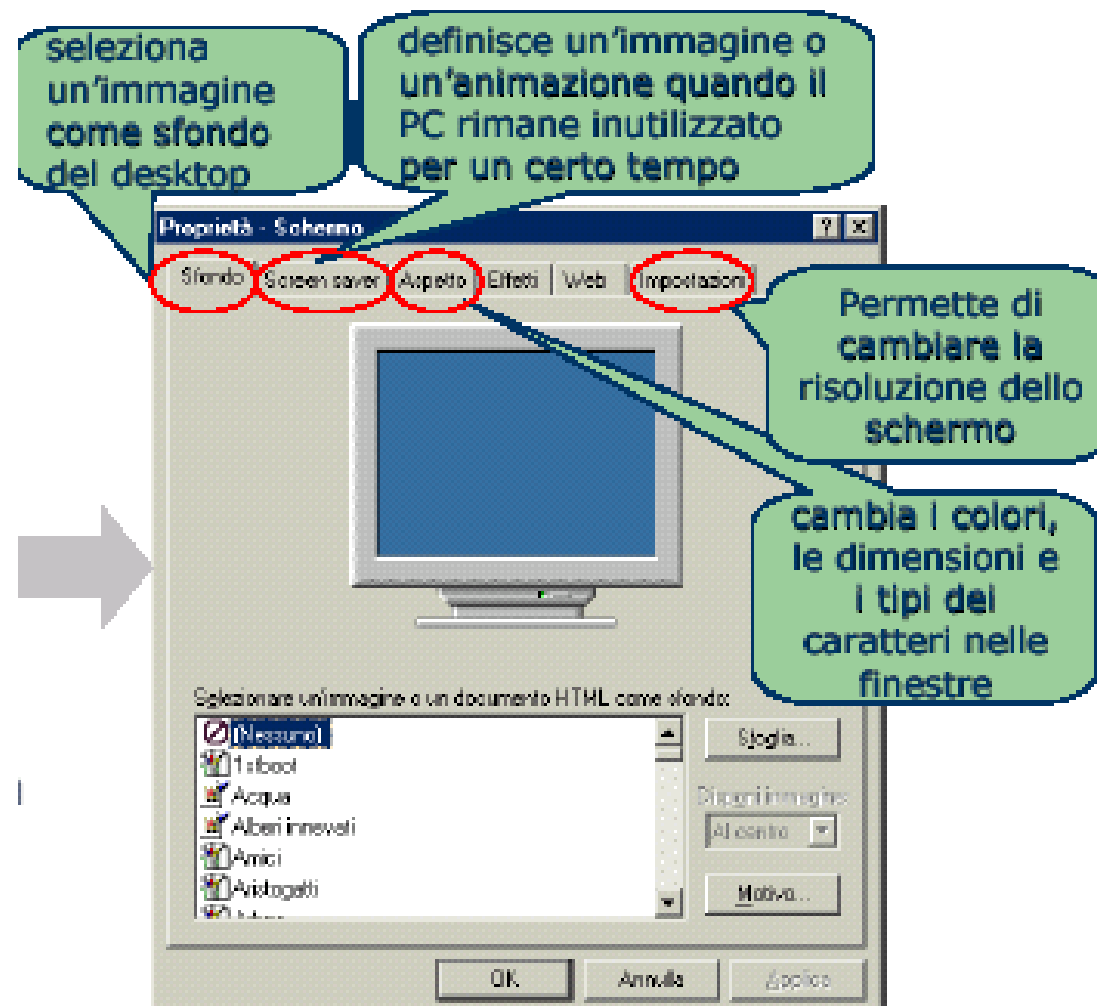 seleziona
un'immagine
come sfondo
del desktop
definisce un'immagine o
un'animazione quando il
PC rimane inutilizzato
per un certo tempo
Proprietà - Schermo
Sfondo Screen saver Aspetto Effetti Web Impostazioni
Permette di
cambiare la
risoluzione dello
schermo
cambia i colori,
le dimensioni e
i tipi dei
caratteri nelle
finestre
Selezionare un'immagine o un documento HTML come sfondo:
(Nessuno)
1stboot
Acqua
Alberi innevati
Amici
Aristogatti
Sfoglia...
Disponi immagine:
Al centro
Motivo...
OK Annulla Applica